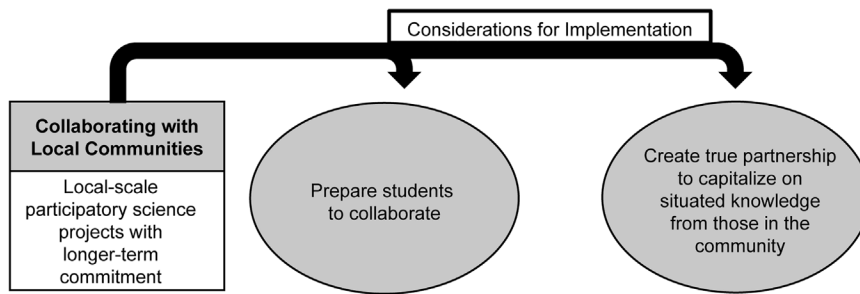 Considerations for Implementation
Collaborating with
Local Communities
Local-scale
participatory science
projects with
longer-term
commitment
Prepare students
to collaborate
Create true partnership
to capitalize on
situated knowledge
from those in the
community